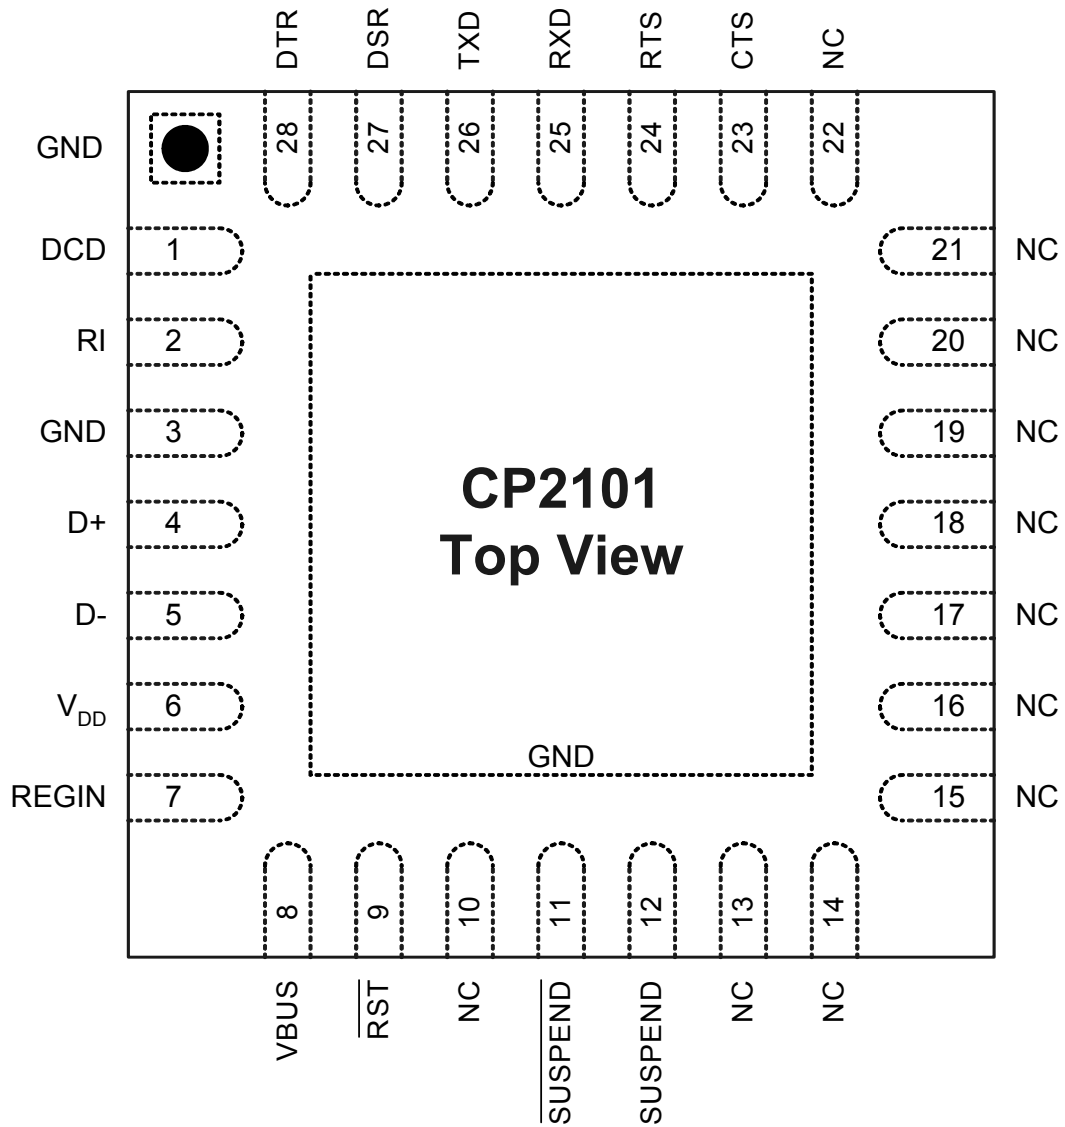 DTR
DSR
TXD
RXD
RTS
CTS
NC
28
27
26
25
24
23
22
GND
DCD 1
RI 2
GND 3
D+ 4
D- 5
VDD 6
REGIN 7
21 NC
20 NC
19 NC
18 NC
17 NC
16 NC
15 NC
CP2101
Top View
GND
8
9
10
11
12
13
14
VBUS
RST
NC
SUSPEND
SUSPEND
NC
NC